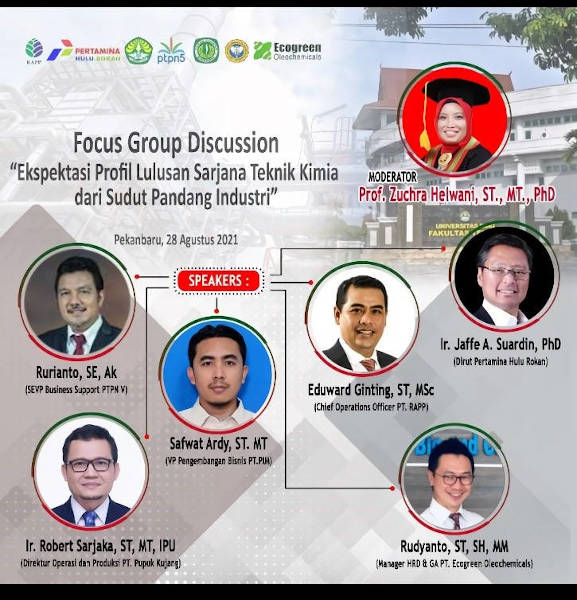 RAPP
PERTAMINA
HULU ROKAN
ptpn5
Ecogreen
Oleochemicals
Focus Group Discussion
“Ekspektasi Profil Lulusan Sarjana Teknik Kimia
dari Sudut Pandang Industri”
Pekanbaru, 28 Agustus 2021
MODERATOR
Prof. Zuchra Helwani, ST., MT., PhD
UNIVERSITAS
FAKULTAS
SPEAKERS :
Rurianto, SE, Ak
(SEVP Business Support PTPN V)
Safwat Ardy, ST. MT
(VP Pengembangan Bisnis PT.PIM)
Eduward Ginting, ST, MSc
(Chief Operations Officer PT. RAPP)
Ir. Jaffe A. Suardin, PhD
(Dirut Pertamina Hulu Rokan)
Ir. Robert Sarjaka, ST, MT, IPU
(Direktur Operasi dan Produksi PT. Pupuk Kujang)
Rudyanto, ST, SH, MM
(Manager HRD & GA PT. Ecogreen Oleochemicals)